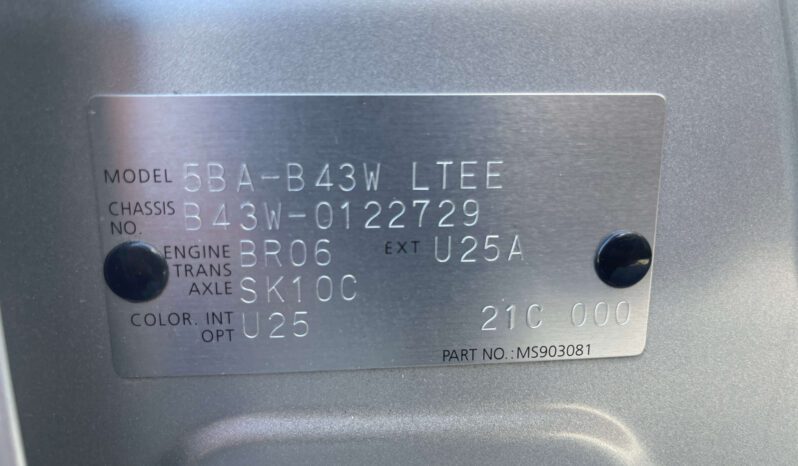 MODEL 5BA-B43W LTEE
CHASSIS NO. B43W-0122729
ENGINE BR06 EXT U25A
TRANS AXLE SK10C
COLOR. INT OPT U25 21C 000
PART NO.:MS903081